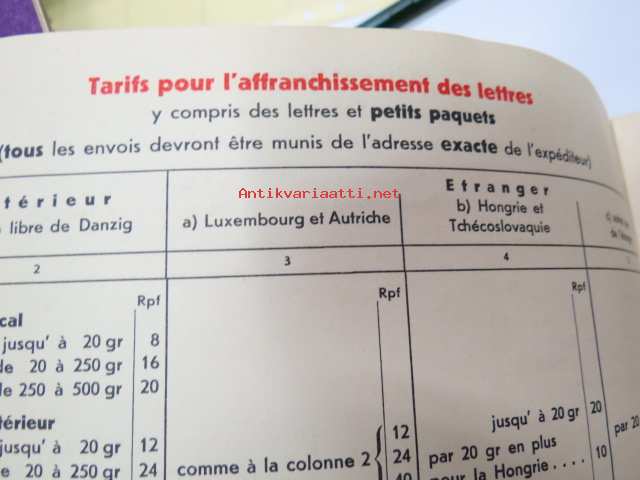 Tarifs pour l'affranchissement des lettres
y compris des lettres et petits paquets
(tous les envois devront être munis de l'adresse exacte de l'expéditeur)
Antikvariaatti.net
térieur
libre de Danzig
Etranger
a) Luxembourg et Autriche
b) Hongrie et
Tchécoslovaquie
2
3
4
Rpf
Rpf
Rpf
cal
jusqu' à 20 gr 8
de 20 à 250 gr 16
de 250 à 500 gr 20
térieur
jusqu' à 20 gr 12
de 20 à 250 gr 24
comme à la colonne 2
12
24
40
jusqu' à 20 gr 20
par 20 gr en plus
pour la Hongrie.... 10
par 20